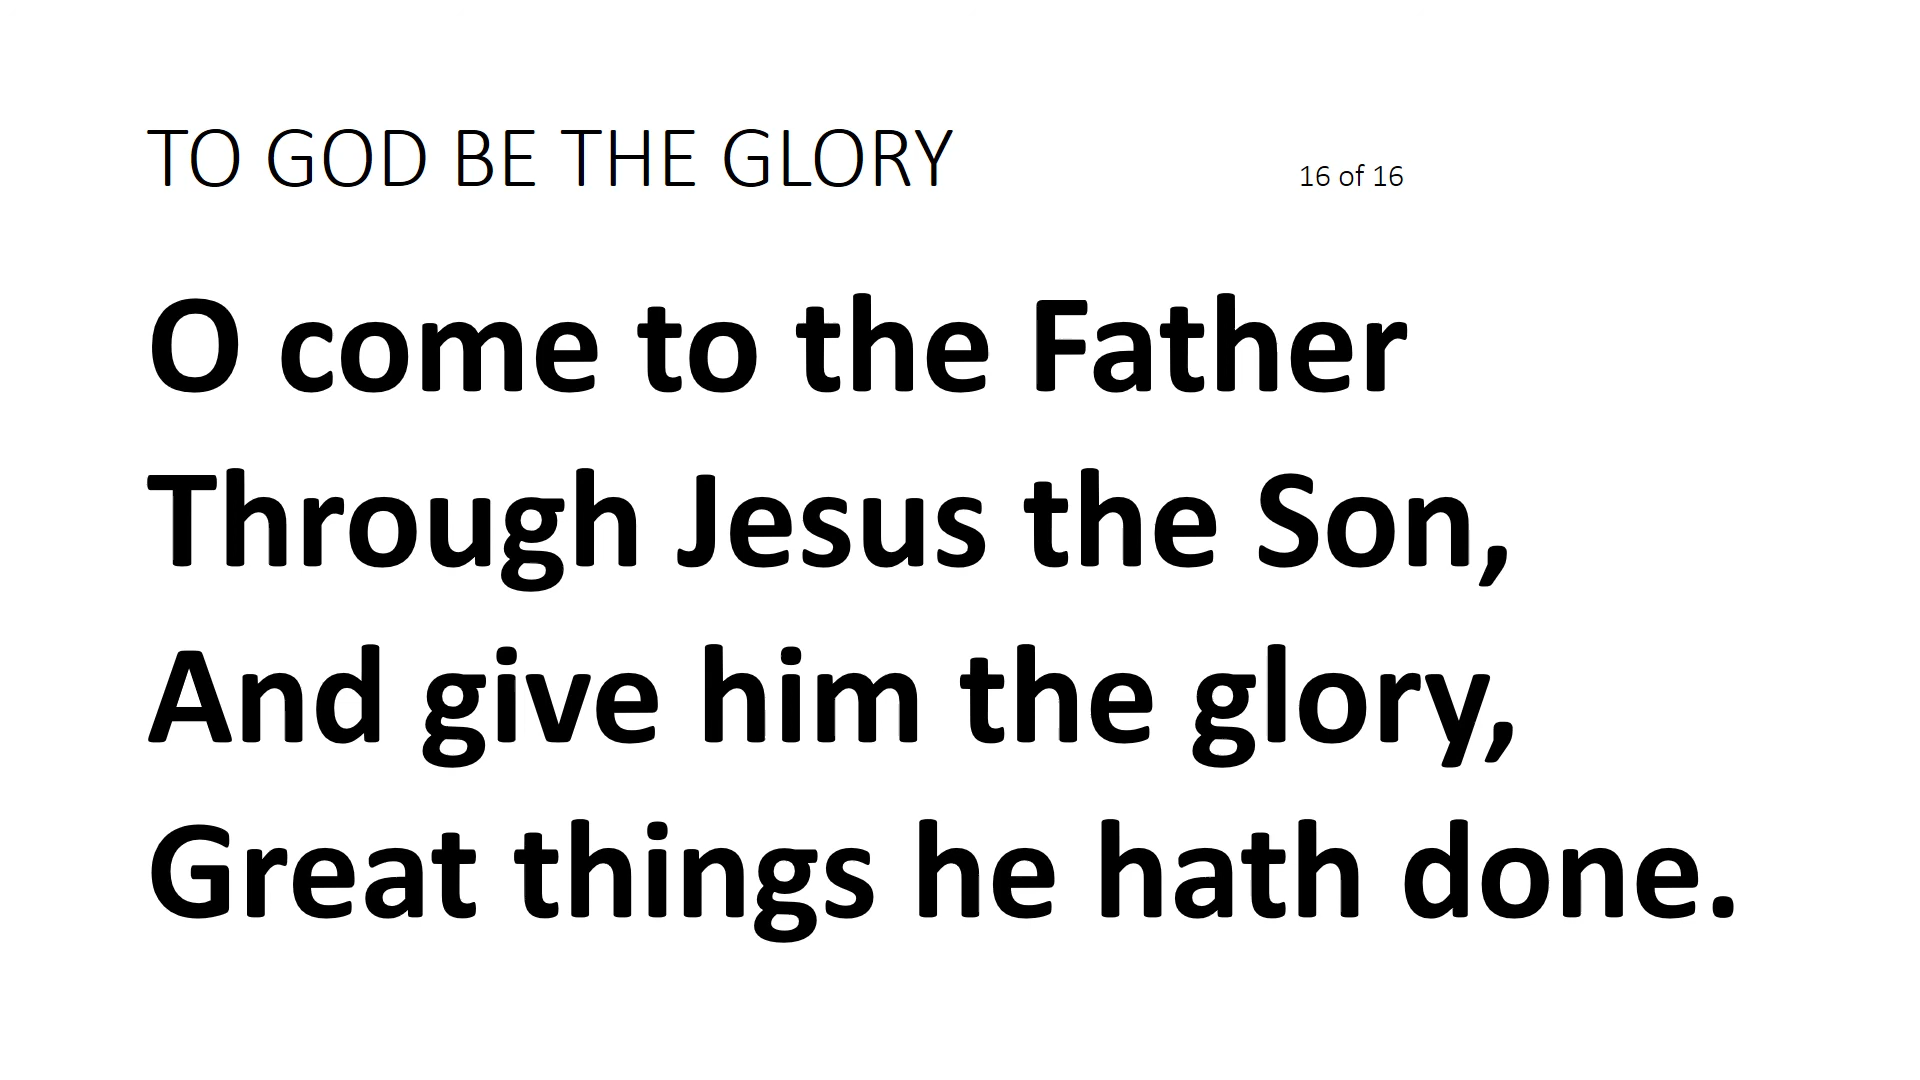 TO GOD BE THE GLORY 16 of 16
O come to the Father
Through Jesus the Son,
And give him the glory,
Great things he hath done.